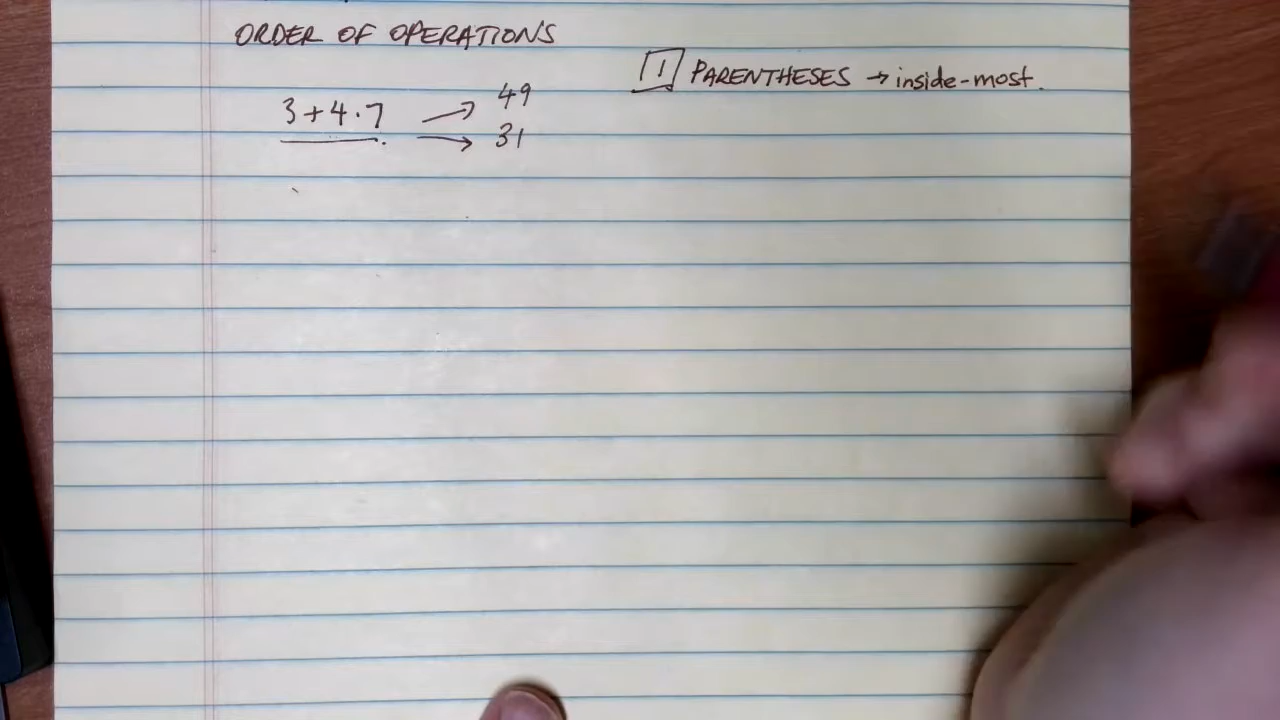 ORDER OF OPERATIONS
3+4·7 → 49
→ 31
1 PARENTHESES → inside-most.